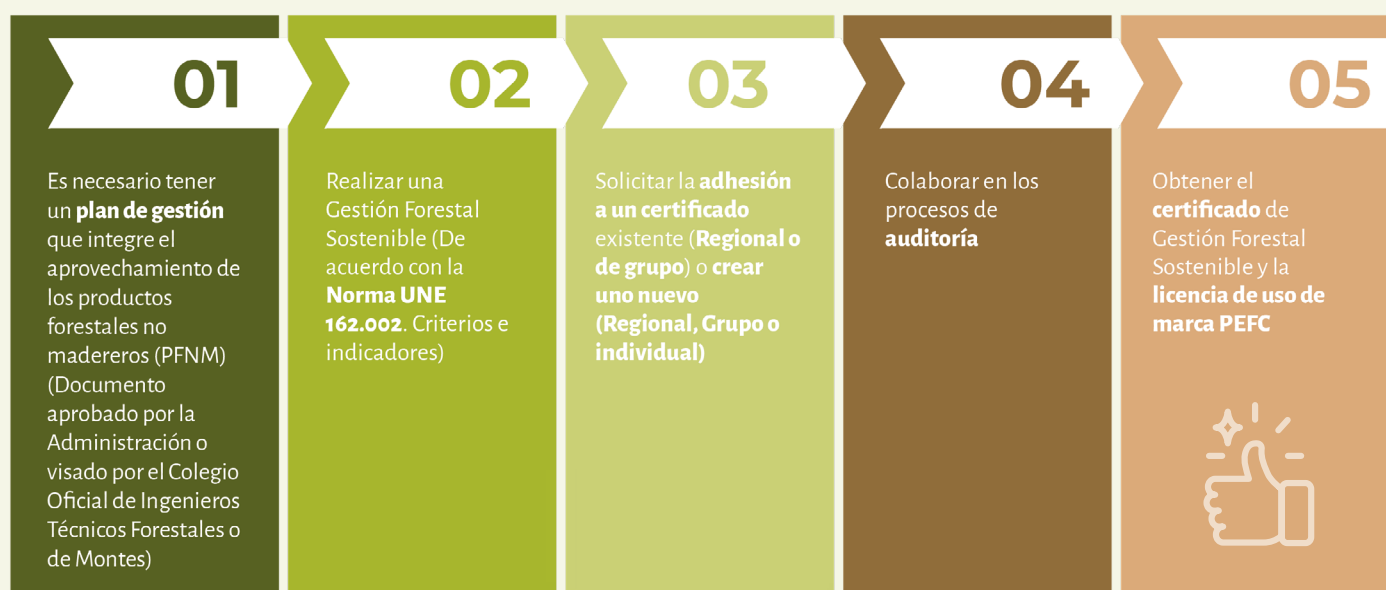 01
Es necesario tener
un plan de gestión
que integre el
aprovechamiento de
los productos
forestales no
madereros (PFNM)
(Documento
aprobado por la
Administración o
visado por el Colegio
Oficial de Ingenieros
Técnicos Forestales o
de Montes)
02
Realizar una
Gestión Forestal
Sostenible (De
acuerdo con la
Norma UNE
162.002. Criterios e
indicadores)
03
Solicitar la adhesión
a un certificado
existente (Regional o
de grupo) o crear
uno nuevo
(Regional, Grupo o
individual)
04
Colaborar en los
procesos de
auditoría
05
Obtener el
certificado de
Gestión Forestal
Sostenible y la
licencia de uso de
marca PEFC